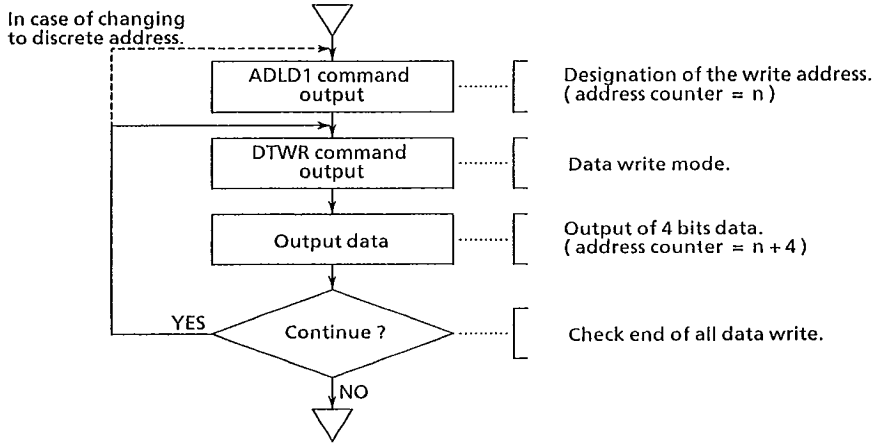 In case of changing
to discrete address.
ADLD1 command
output
Designation of the write address.
( address counter = n )
DTWR command
output
Data write mode.
Output data
Output of 4 bits data.
( address counter = n + 4 )
YES
Continue ?
Check end of all data write.
NO